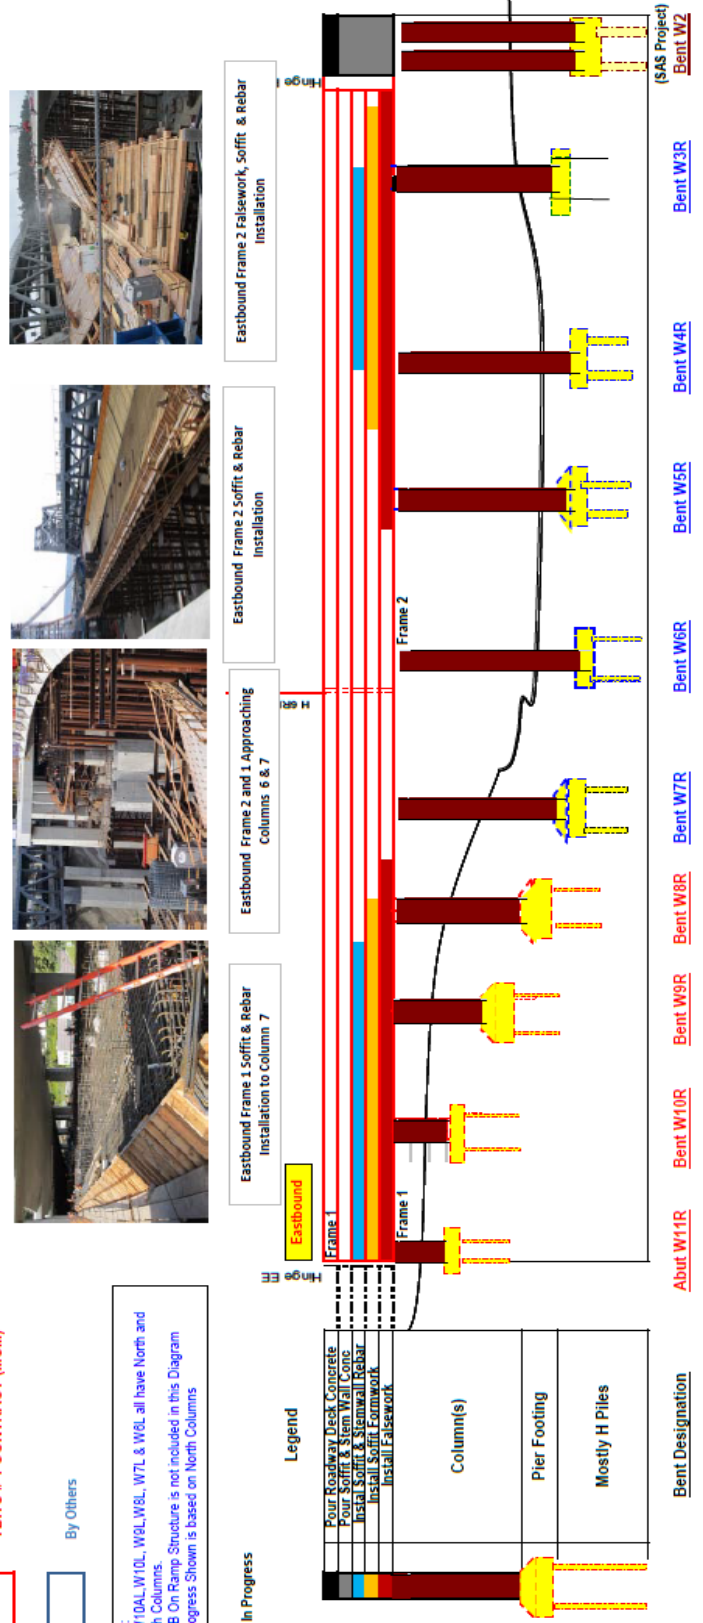 By Others
10AL,W10L, W9L,W8L, W7L & W6L all have North and
h Columns.
B On Ramp Structure is not included in this Diagram
ogress Shown is based on North Columns
In Progress
Eastbound Frame 1 Soffit & Rebar
Installation to Column 7
Eastbound Frame 2 and 1 Approaching
Columns 6 & 7
Eastbound Frame 2 Soffit & Rebar
Installation
Eastbound Frame 2 Falsework, Soffit & Rebar
Installation
Eastbound
Legend
Hinge EE
H 6RE
Hinge
Frame 1
Pour Roadway Deck Concrete
Pour Soffit & Stem Wall Conc
Instal Soffit & Stemwall Rebar
Install Soffit Formwork
Install Falsework
Frame 1
Frame 2
Column(s)
Pier Footing
Mostly H Piles
(SAS Project)
Bent Designation
Abut W11R
Bent W10R
Bent W9R
Bent W8R
Bent W7R
Bent W6R
Bent W5R
Bent W4R
Bent W3R
Bent W2